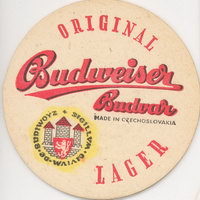 ORIGINAL
Budweiser
Budvar
MADE IN CZECHOSLOVAKIA
LAGER